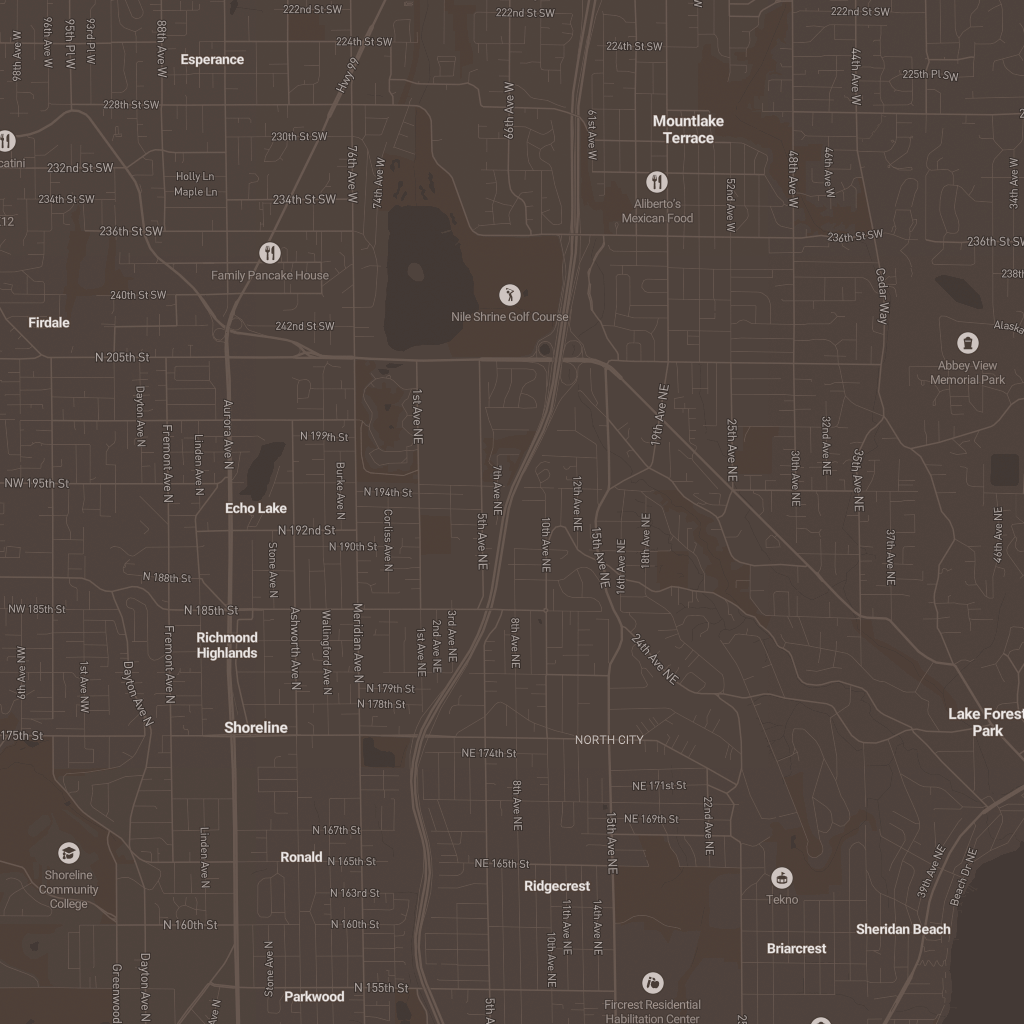 222nd St SW
222nd St SW
222nd St SW
224th St SW
224th St SW
98th Ave W
96th Ave W
95th Pl W
93rd Pl W
88th Ave W
Esperance
Hwy 99
44th Ave W
225th Pl SW
66th Ave W
228th St SW
61st Ave W
Mountlake
Terrace
230th St SW
catini
232nd St SW
76th Ave W
74th Ave W
48th Ave W
46th Ave W
34th Ave W
Holly Ln
Maple Ln
52nd Ave W
234th St SW
234th St SW
Aliberto's
Mexican Food
12
236th St SW
236th St SW
236th St SW
Family Pancake House
238th
240th St SW
Cedar Way
Nile Shrine Golf Course
Firdale
242nd St SW
Alaska
N 205th St
Abbey View
Memorial Park
Dayton Ave N
Fremont Ave N
Linden Ave N
Aurora Ave N
1st Ave NE
19th Ave NE
25th Ave NE
32nd Ave NE
30th Ave NE
35th Ave NE
N 199th St
NW 195th St
Burke Ave N
N 194th St
7th Ave NE
12th Ave NE
Echo Lake
5th Ave NE
10th Ave NE
18th Ave NE
46th Ave NE
N 192nd St
N 190th St
Corliss Ave N
Stone Ave N
15th Ave NE
16th Ave NE
37th Ave NE
N 188th St
NW 185th St
N 185th St
Ashworth Ave N
Wallingford Ave N
Meridian Ave N
1st Ave NE
2nd Ave NE
3rd Ave NE
8th Ave NE
Richmond
Highlands
6th Ave NW
1st Ave NW
Dayton Ave N
Fremont Ave N
24th Ave NE
N 179th St
N 178th St
Lake Forest
Park
Shoreline
175th St
NORTH CITY
NE 174th St
NE 171st St
8th Ave NE
NE 169th St
22nd Ave NE
15th Ave NE
N 167th St
Linden Ave N
Ronald
N 165th St
NE 165th St
39th Ave NE
Beach Dr NE
Shoreline
Community
College
Ridgecrest
Tekno
N 163rd St
N 160th St
N 160th St
11th Ave NE
14th Ave NE
10th Ave NE
Sheridan Beach
Briarcrest
Stone Ave N
Greenwood
Dayton Ave N
Parkwood
N 155th St
5th A
Ave N
Fircrest Residential
Habilitation Center